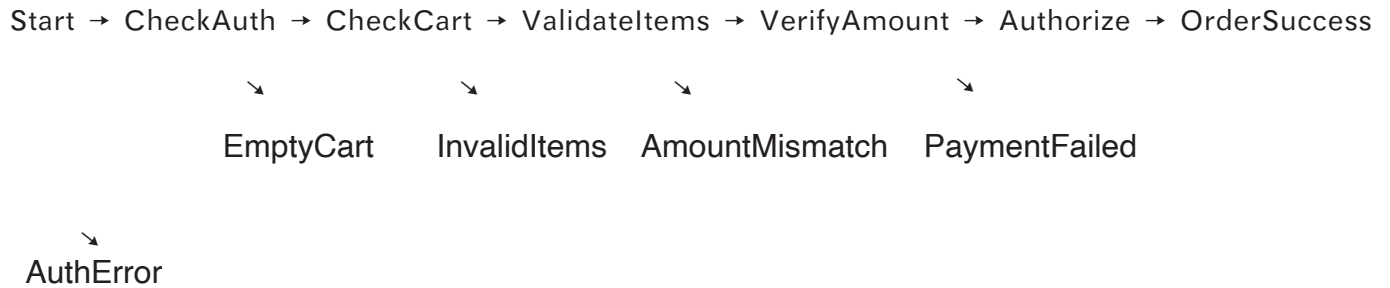 Start → CheckAuth → CheckCart → ValidateItems → VerifyAmount → Authorize → OrderSuccess
↘ ↘ ↘ ↘
EmptyCart InvalidItems AmountMismatch PaymentFailed
↘
AuthError